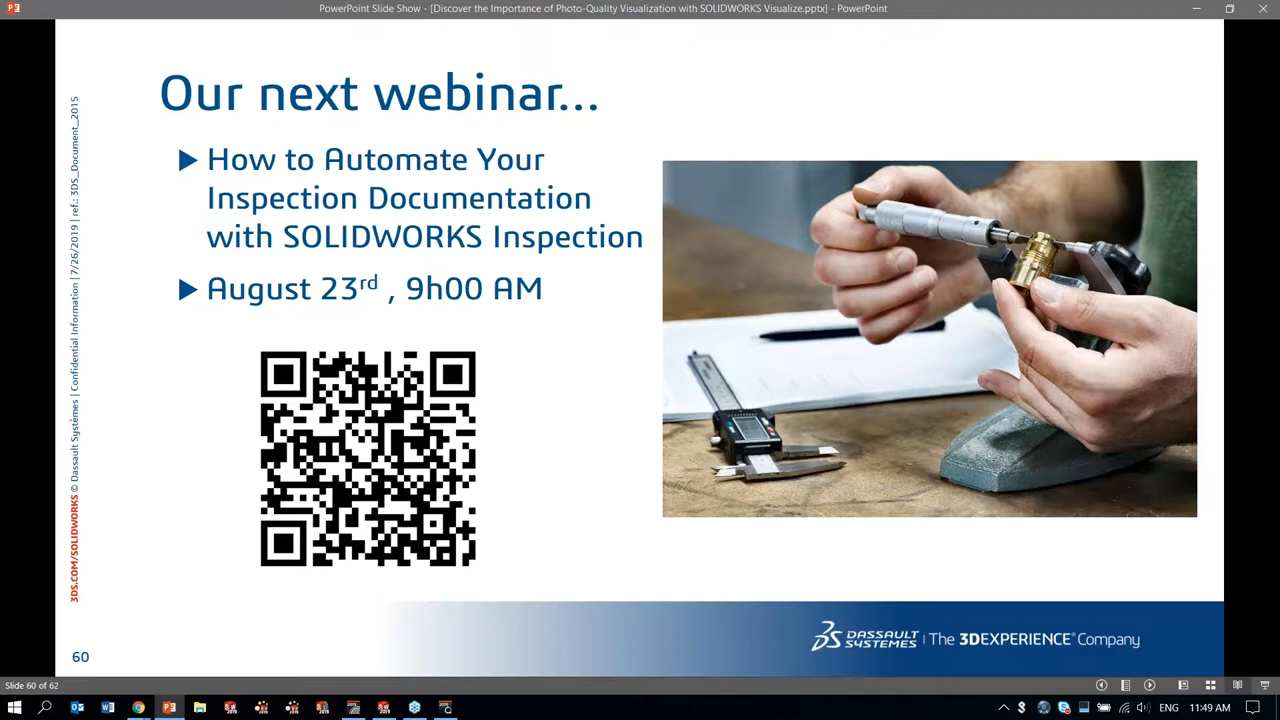 PowerPoint Slide Show - [Discover the Importance of Photo-Quality Visualization with SOLIDWORKS Visualize.pptx] - PowerPoint
Our next webinar...
How to Automate Your
Inspection Documentation
with SOLIDWORKS Inspection
August 23rd , 9h00 AM
3DS.COM/SOLIDWORKS © Dassault Systèmes | Confidential Information | 7/26/2019 | ref.: 3DS_Document_2015
DASSAULT
SYSTEMES | The 3DEXPERIENCE® Company
60
Slide 60 of 62
ENG 11:49 AM